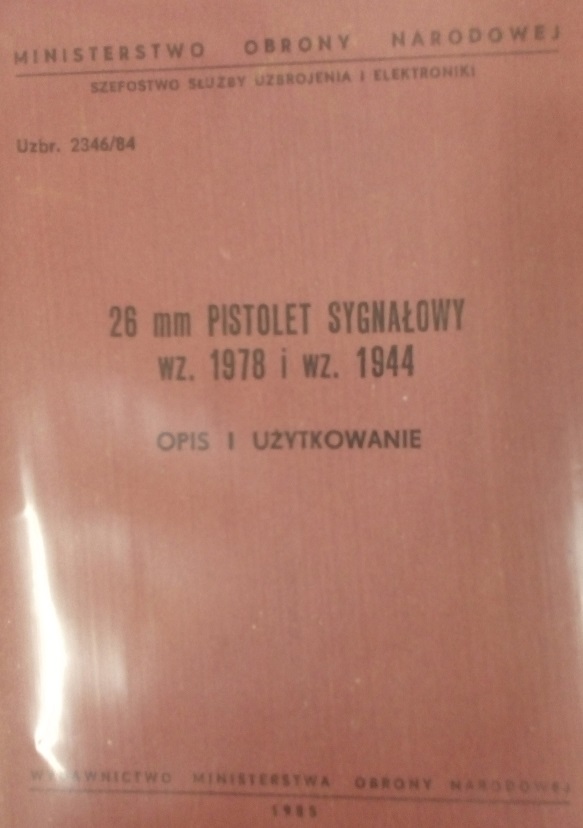 MINISTERSTWO OBRONY NARODOWEJ
SZEFOSTWO SŁUŻBY UZBROJENIA I ELEKTRONIKI
Uzbr. 2346/84
26 mm PISTOLET SYGNAŁOWY
wz. 1978 i wz. 1944
OPIS I UŻYTKOWANIE
WYDAWNICTWO MINISTERSTWA OBRONY NARODOWEJ
1985